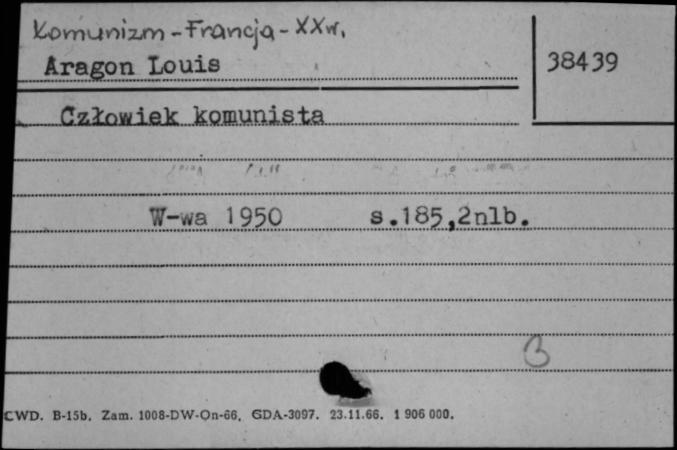 Komunizm - Francja - XXw.
Aragon Louis
38439
Człowiek komunista
W-wa 1950 s.185,2nlb.
B
CWD. B-15b. Zam. 1008-DW-On-66. GDA-3097. 23.11.66. 1 906 000.